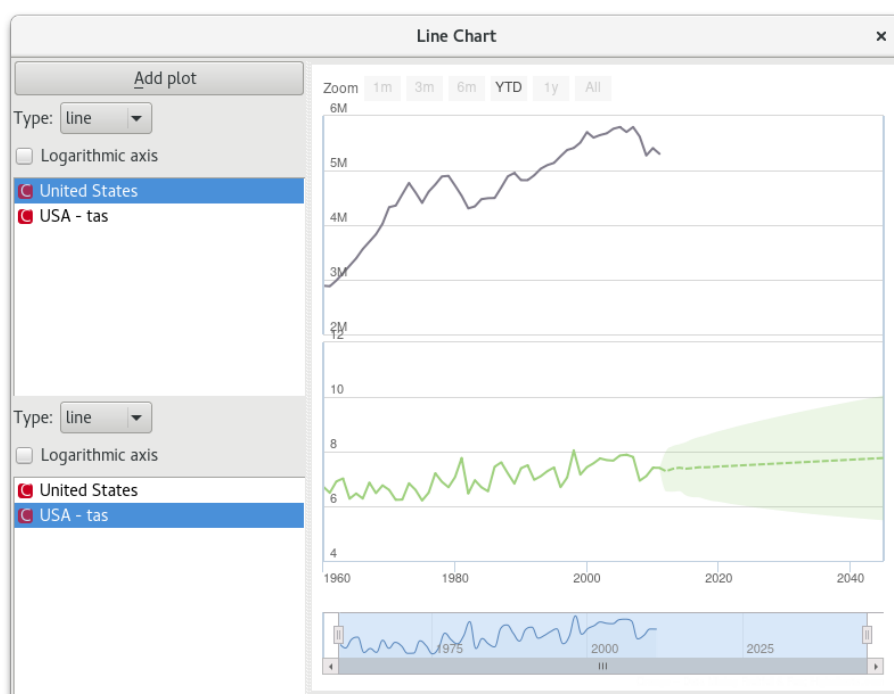 Line Chart ×
Add plot
Type: line
Logarithmic axis
United States
USA - tas
Type: line
Logarithmic axis
United States
USA - tas
Zoom 1m 3m 6m YTD 1y All
6M
5M
4M
3M
2M
12
10
8
6
4
1960 1980 2000 2020 2040
1975 2000 2025